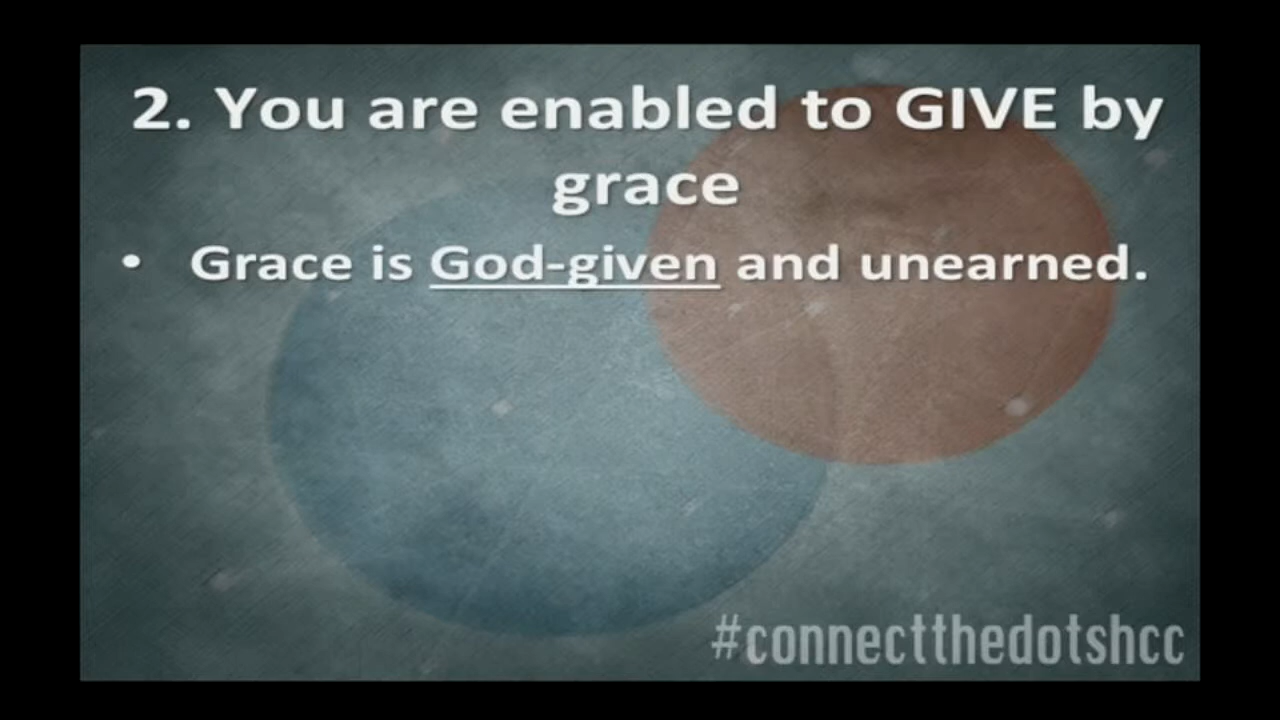 2. You are enabled to GIVE by
grace
• Grace is God-given and unearned.
#connectthedotshcc